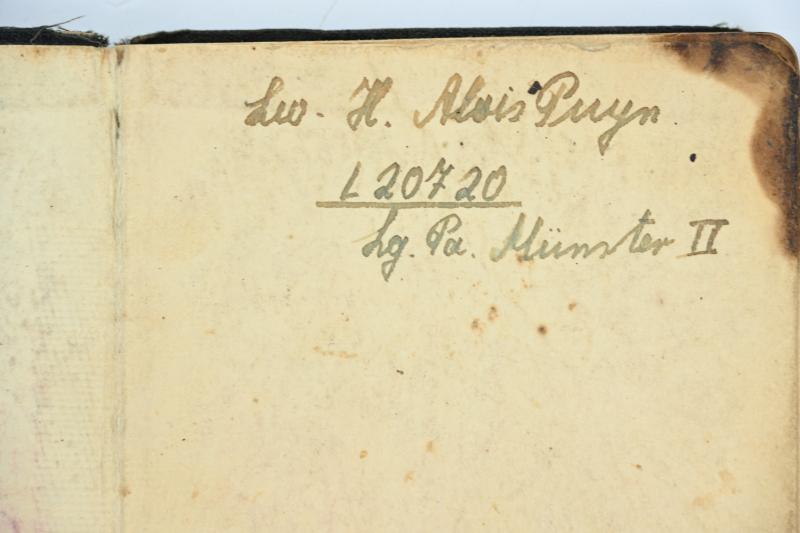 Leo. H. Alois Puyn
L 20720
Lg. Pa. Münster II